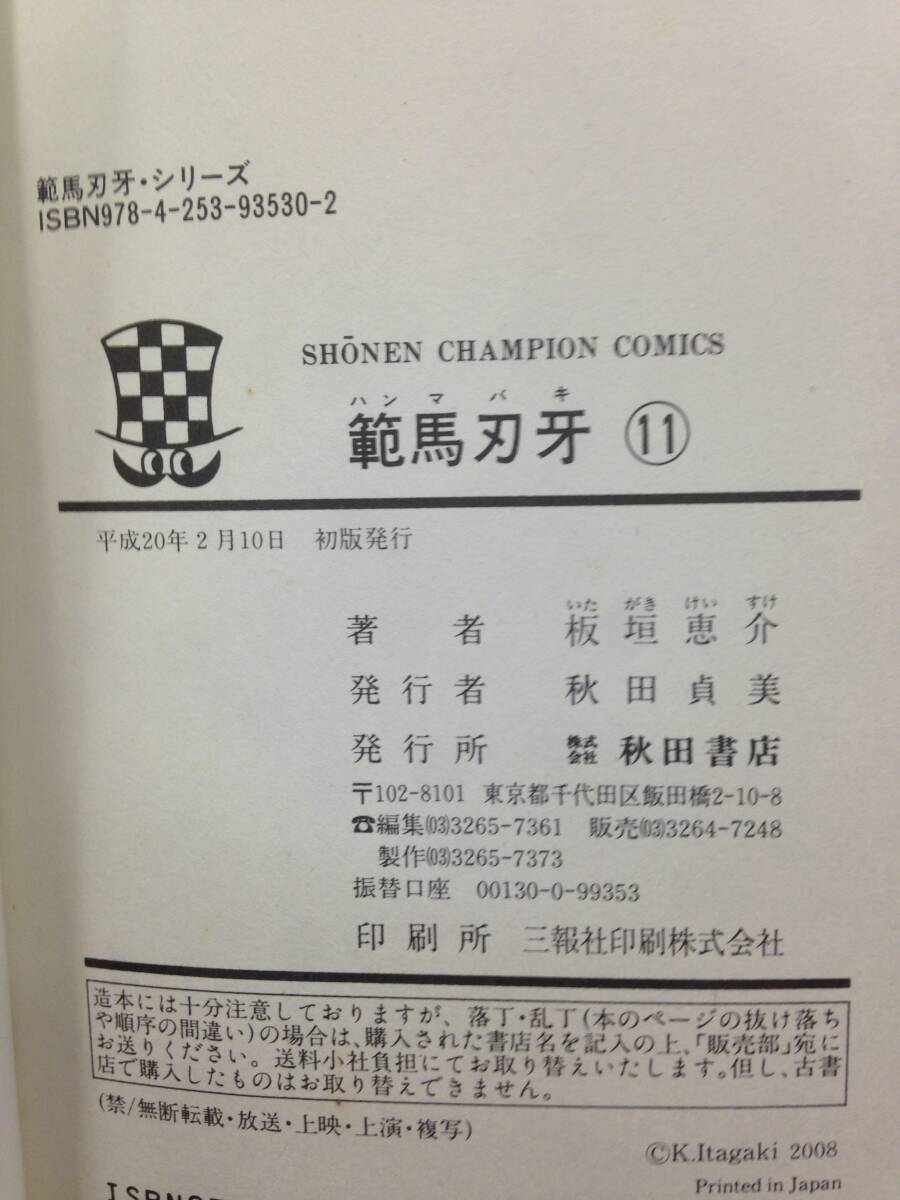 範馬刃牙・シリーズ
ISBN978-4-253-93530-2
SHŌNEN CHAMPION COMICS
ハンマバキ
範馬刃牙 ⑪
平成20年2月10日 初版発行
いたがきけいすけ
著者 板垣恵介
発行者 秋田貞美
発行所 株式会社 秋田書店
〒102-8101 東京都千代田区飯田橋2-10-8
☎編集(03)3265-7361 販売(03)3264-7248
製作(03)3265-7373
振替口座 00130-0-99353
印刷所 三報社印刷株式会社
造本には十分注意しておりますが、落丁・乱丁(本のページの抜け落ち
や順序の間違い)の場合は、購入された書店名を記入の上、「販売部」宛に
お送りください。送料小社負担にてお取り替えいたします。但し、古書
店で購入したものはお取り替えできません。
(禁/無断転載・放送・上映・上演・複写)
©K.Itagaki 2008
Printed in Japan